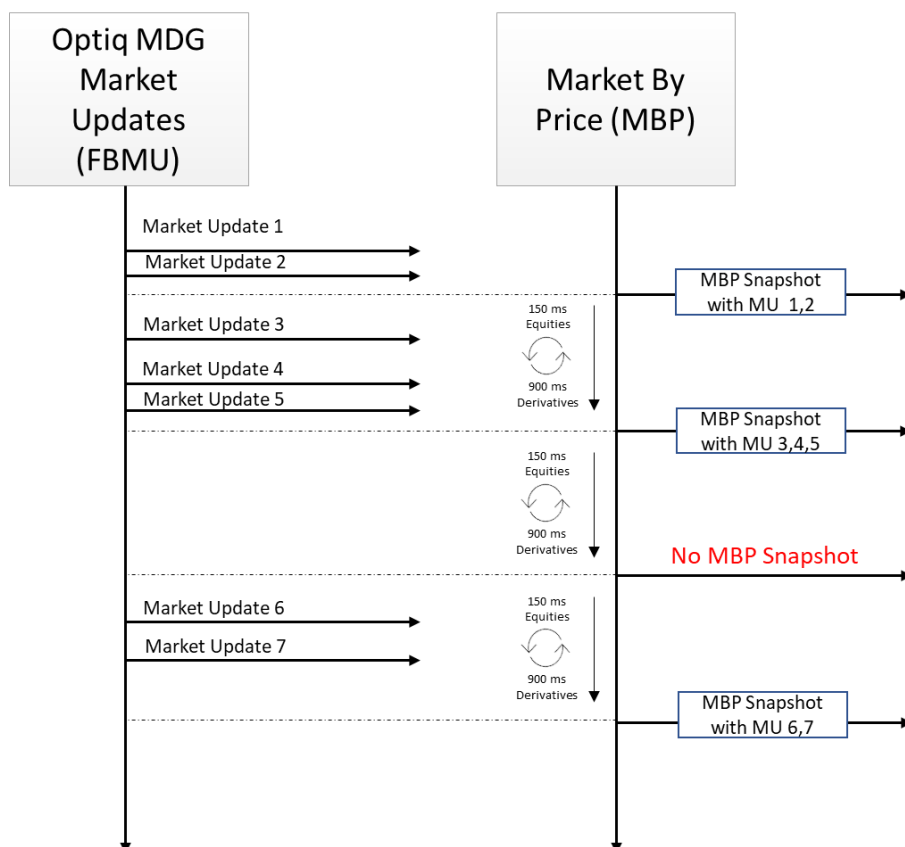 Optiq MDG
Market
Updates
(FBMU)
Market By
Price (MBP)
Market Update 1
Market Update 2
MBP Snapshot
with MU 1,2
150 ms
Equities
Market Update 3
900 ms
Derivatives
Market Update 4
Market Update 5
MBP Snapshot
with MU 3,4,5
150 ms
Equities
900 ms
Derivatives
No MBP Snapshot
150 ms
Equities
Market Update 6
Market Update 7
900 ms
Derivatives
MBP Snapshot
with MU 6,7